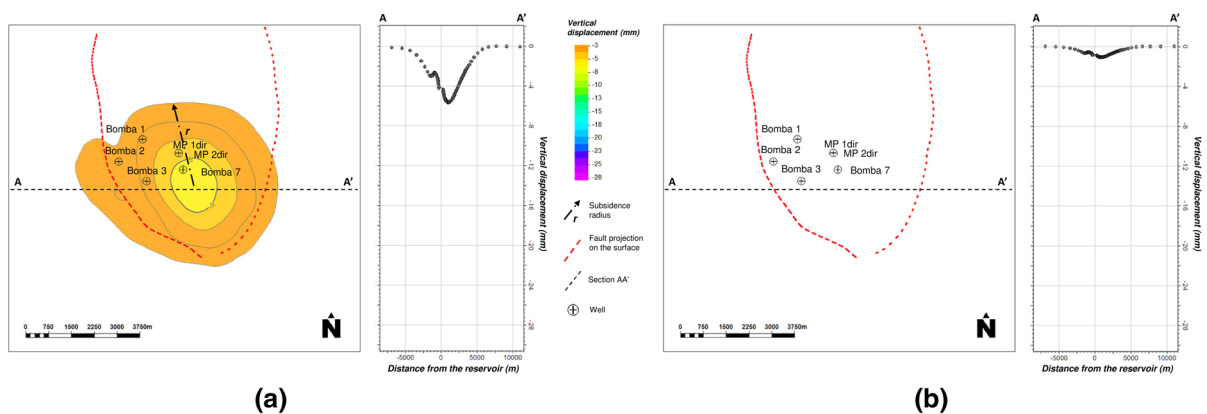 A
A'
Bomba 1
Bomba 2
MP 1dir
MP 2dir
Bomba 3
Bomba 7
r
-5
A
A'
0 750 1500 2250 3000 3750m
N
A
A'
0
-4
-8
-12
-16
-20
-24
-28
Vertical displacement (mm)
-5000 0 5000 10000
Distance from the reservoir (m)
Vertical
displacement (mm)
-3
-5
-8
-10
-13
-15
-18
-20
-23
-25
-28
r
Subsidence
radius
Fault projection
on the surface
Section AA'
Well
Bomba 1
Bomba 2
MP 1dir
MP 2dir
Bomba 3
Bomba 7
A
A'
0 750 1500 2250 3000 3750m
N
A
A'
0
-4
-8
-12
-16
-20
-24
-28
Vertical displacement (mm)
-5000 0 5000 10000
Distance from the reservoir (m)
(a)
(b)